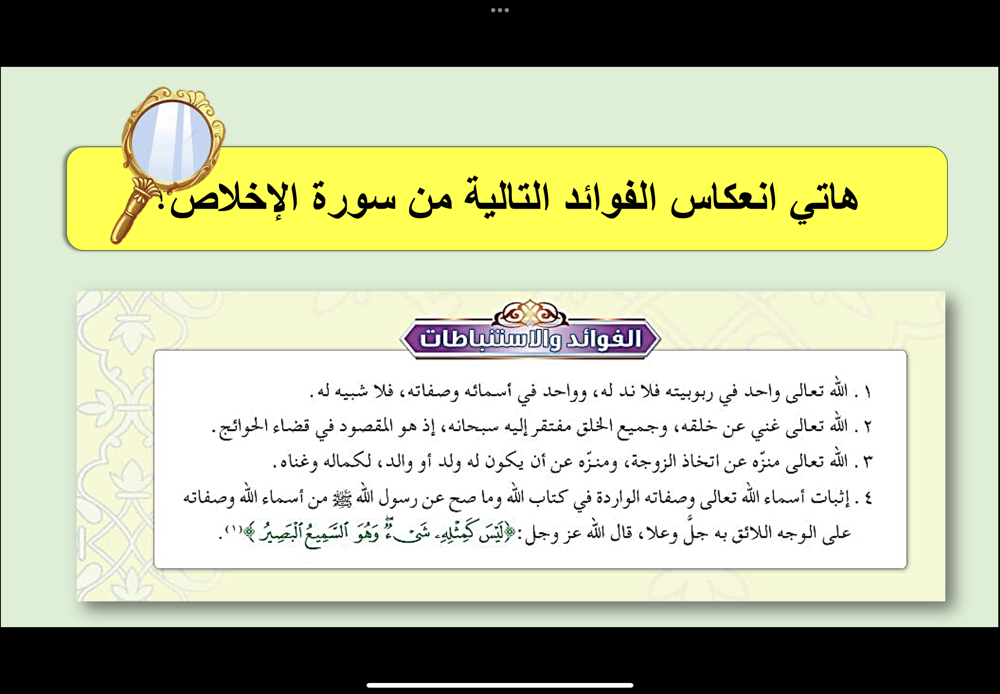 هاتي انعكاس الفوائد التالية من سورة الإخلاص؟
الفوائد والاستنباطات
١ . الله تعالى واحد في ربوبيته فلا ند له، وواحد في أسمائه وصفاته، فلا شبيه له.
٢ . الله تعالى غني عن خلقه، وجميع الخلق مفتقر إليه سبحانه، إذ هو المقصود في قضاء الحوائج.
٣ . الله تعالى منزّه عن اتخاذ الزوجة، ومنزّه عن أن يكون له ولد أو والد، لكماله وغناه.
٤ . إثبات أسماء الله تعالى وصفاته الواردة في كتاب الله وما صح عن رسول الله ﷺ من أسماء الله وصفاته
على الوجه اللائق به جلَّ وعلا، قال الله عز وجل: ﴿لَيْسَ كَمِثْلِهِۦ شَىْءٌۖ وَهُوَ ٱلسَّمِيعُ ٱلْبَصِيرُ﴾(١).